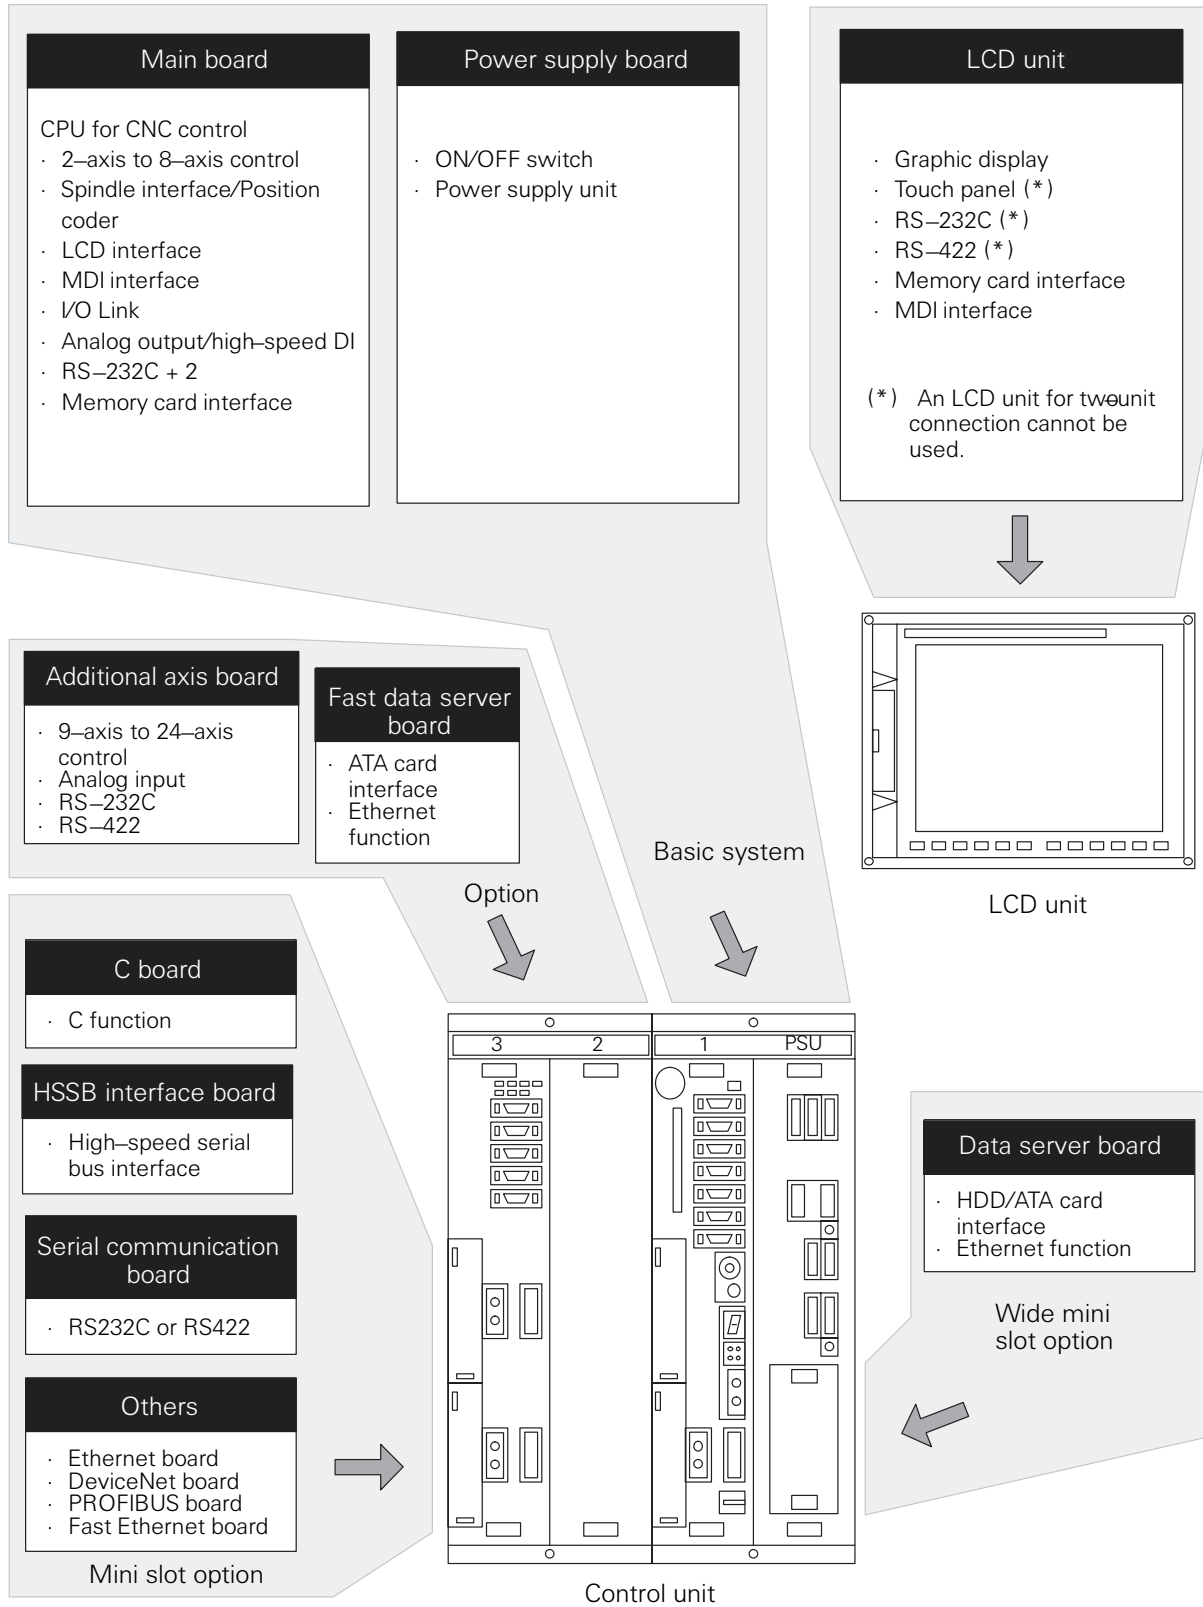 Main board
CPU for CNC control
· 2–axis to 8–axis control
· Spindle interface/Position
coder
· LCD interface
· MDI interface
· I/O Link
· Analog output/high–speed DI
· RS–232C + 2
· Memory card interface
Power supply board
· ON/OFF switch
· Power supply unit
LCD unit
· Graphic display
· Touch panel (*)
· RS–232C (*)
· RS–422 (*)
· Memory card interface
· MDI interface
(*) An LCD unit for two–unit
connection cannot be
used.
Additional axis board
· 9–axis to 24–axis
control
· Analog input
· RS–232C
· RS–422
Fast data server
board
· ATA card
interface
· Ethernet
function
Option
Basic system
LCD unit
C board
· C function
HSSB interface board
· High–speed serial
bus interface
Serial communication
board
· RS232C or RS422
Others
· Ethernet board
· DeviceNet board
· PROFIBUS board
· Fast Ethernet board
Mini slot option
3 2 1 PSU
Control unit
Data server board
· HDD/ATA card
interface
· Ethernet function
Wide mini
slot option